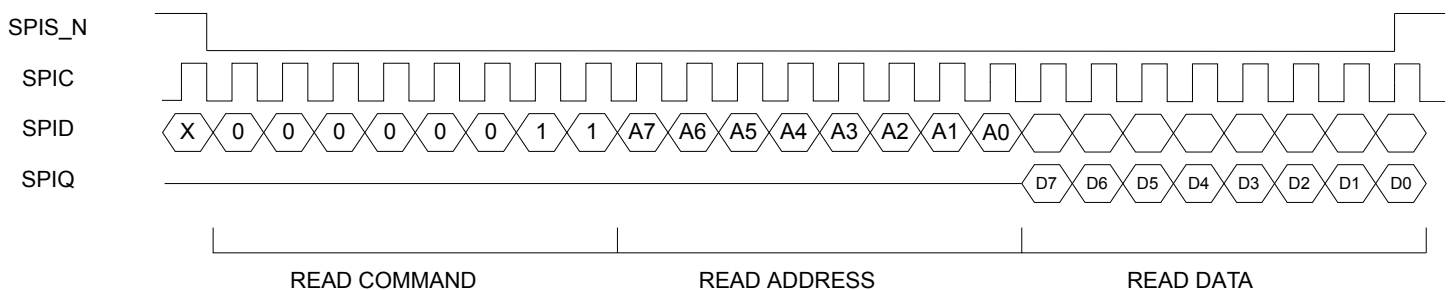 SPIS_N
SPIC
SPID X 0 0 0 0 0 0 1 1 A7 A6 A5 A4 A3 A2 A1 A0
SPIQ D7 D6 D5 D4 D3 D2 D1 D0
READ COMMAND READ ADDRESS READ DATA